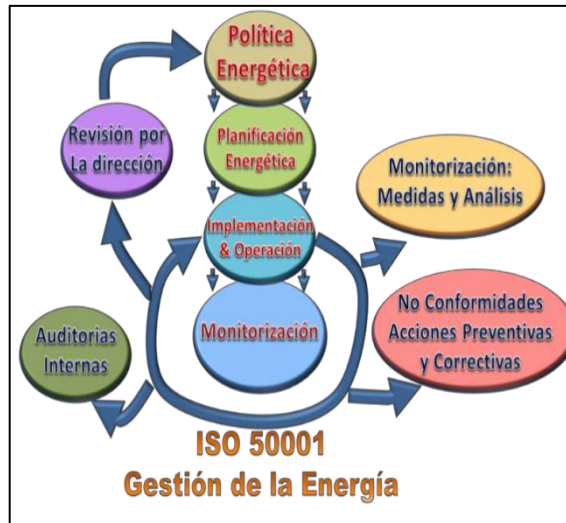 Política
Energética
Revisión por
La dirección
Planificación
Energética
Monitorización:
Medidas y Análisis
Implementación
& Operación
No Conformidades
Acciones Preventivas
y Correctivas
Monitorización
Auditorias
Internas
ISO 50001
Gestión de la Energía